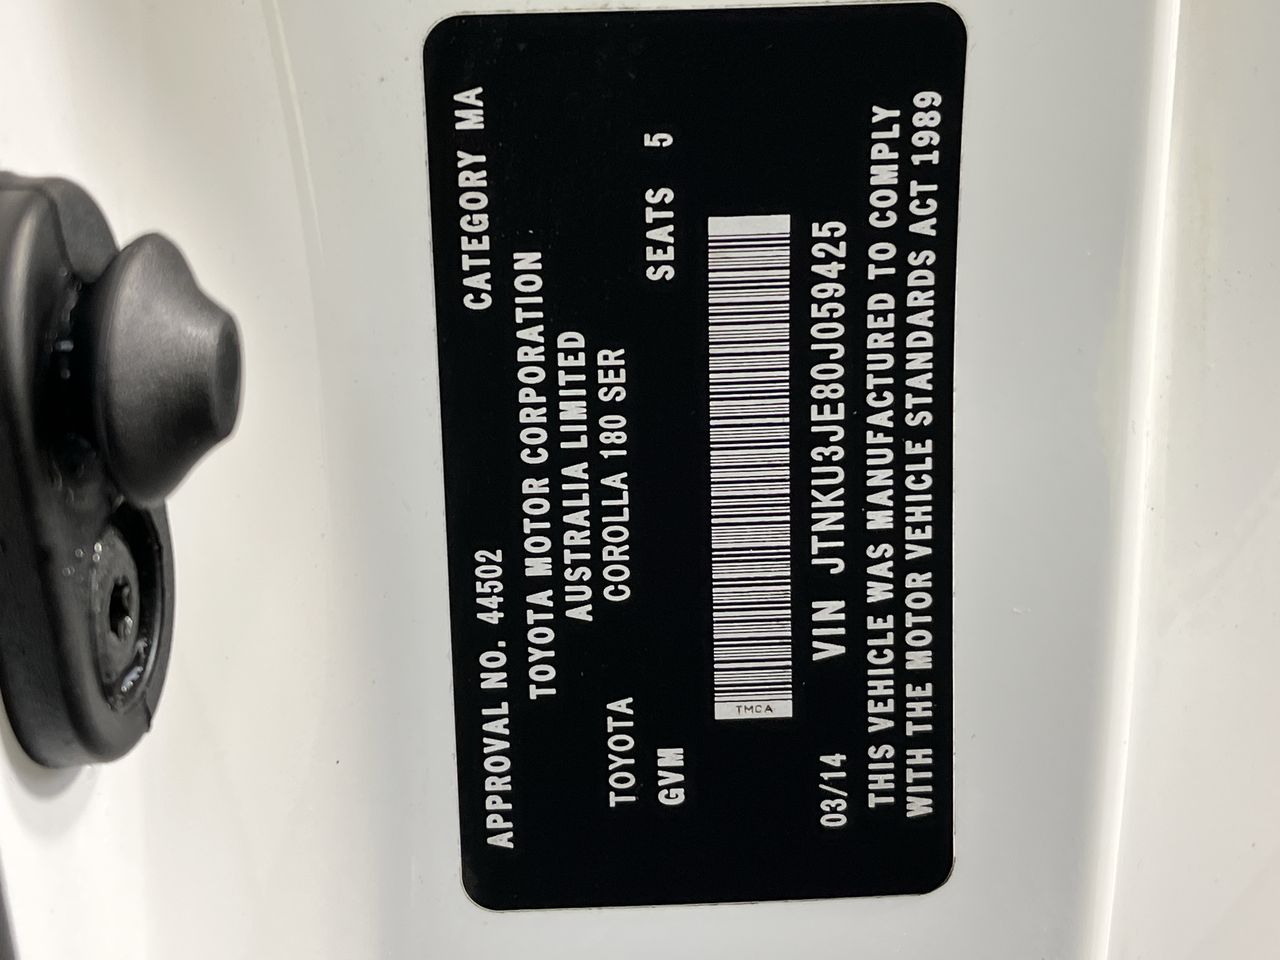 APPROVAL NO. 44502 CATEGORY MA
TOYOTA MOTOR CORPORATION
AUSTRALIA LIMITED
TOYOTA COROLLA 180 SER
GVM SEATS 5
TMCA
03/14 VIN JTNKU3JE80J059425
THIS VEHICLE WAS MANUFACTURED TO COMPLY
WITH THE MOTOR VEHICLE STANDARDS ACT 1989